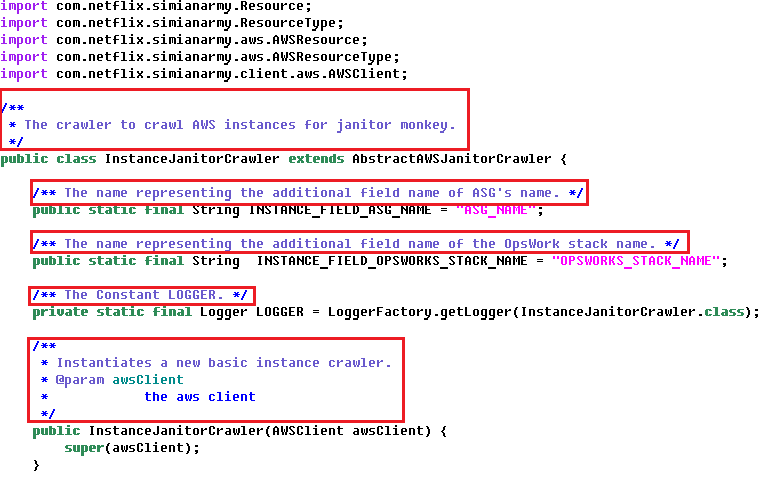 import com.netflix.simianarmy.Resource;
import com.netflix.simianarmy.ResourceType;
import com.netflix.simianarmy.aws.AWSResource;
import com.netflix.simianarmy.aws.AWSResourceType;
import com.netflix.simianarmy.client.aws.AWSClient;

/**
 * The crawler to crawl AWS instances for janitor monkey.
 */
public class InstanceJanitorCrawler extends AbstractAWSJanitorCrawler {

    /** The name representing the additional field name of ASG's name. */
    public static final String INSTANCE_FIELD_ASG_NAME = "ASG_NAME";

    /** The name representing the additional field name of the OpsWork stack name. */
    public static final String  INSTANCE_FIELD_OPSWORKS_STACK_NAME = "OPSWORKS_STACK_NAME";

    /** The Constant LOGGER. */
    private static final Logger LOGGER = LoggerFactory.getLogger(InstanceJanitorCrawler.class);

    /**
     * Instantiates a new basic instance crawler.
     * @param awsClient
     *            the aws client
     */
    public InstanceJanitorCrawler(AWSClient awsClient) {
        super(awsClient);
    }